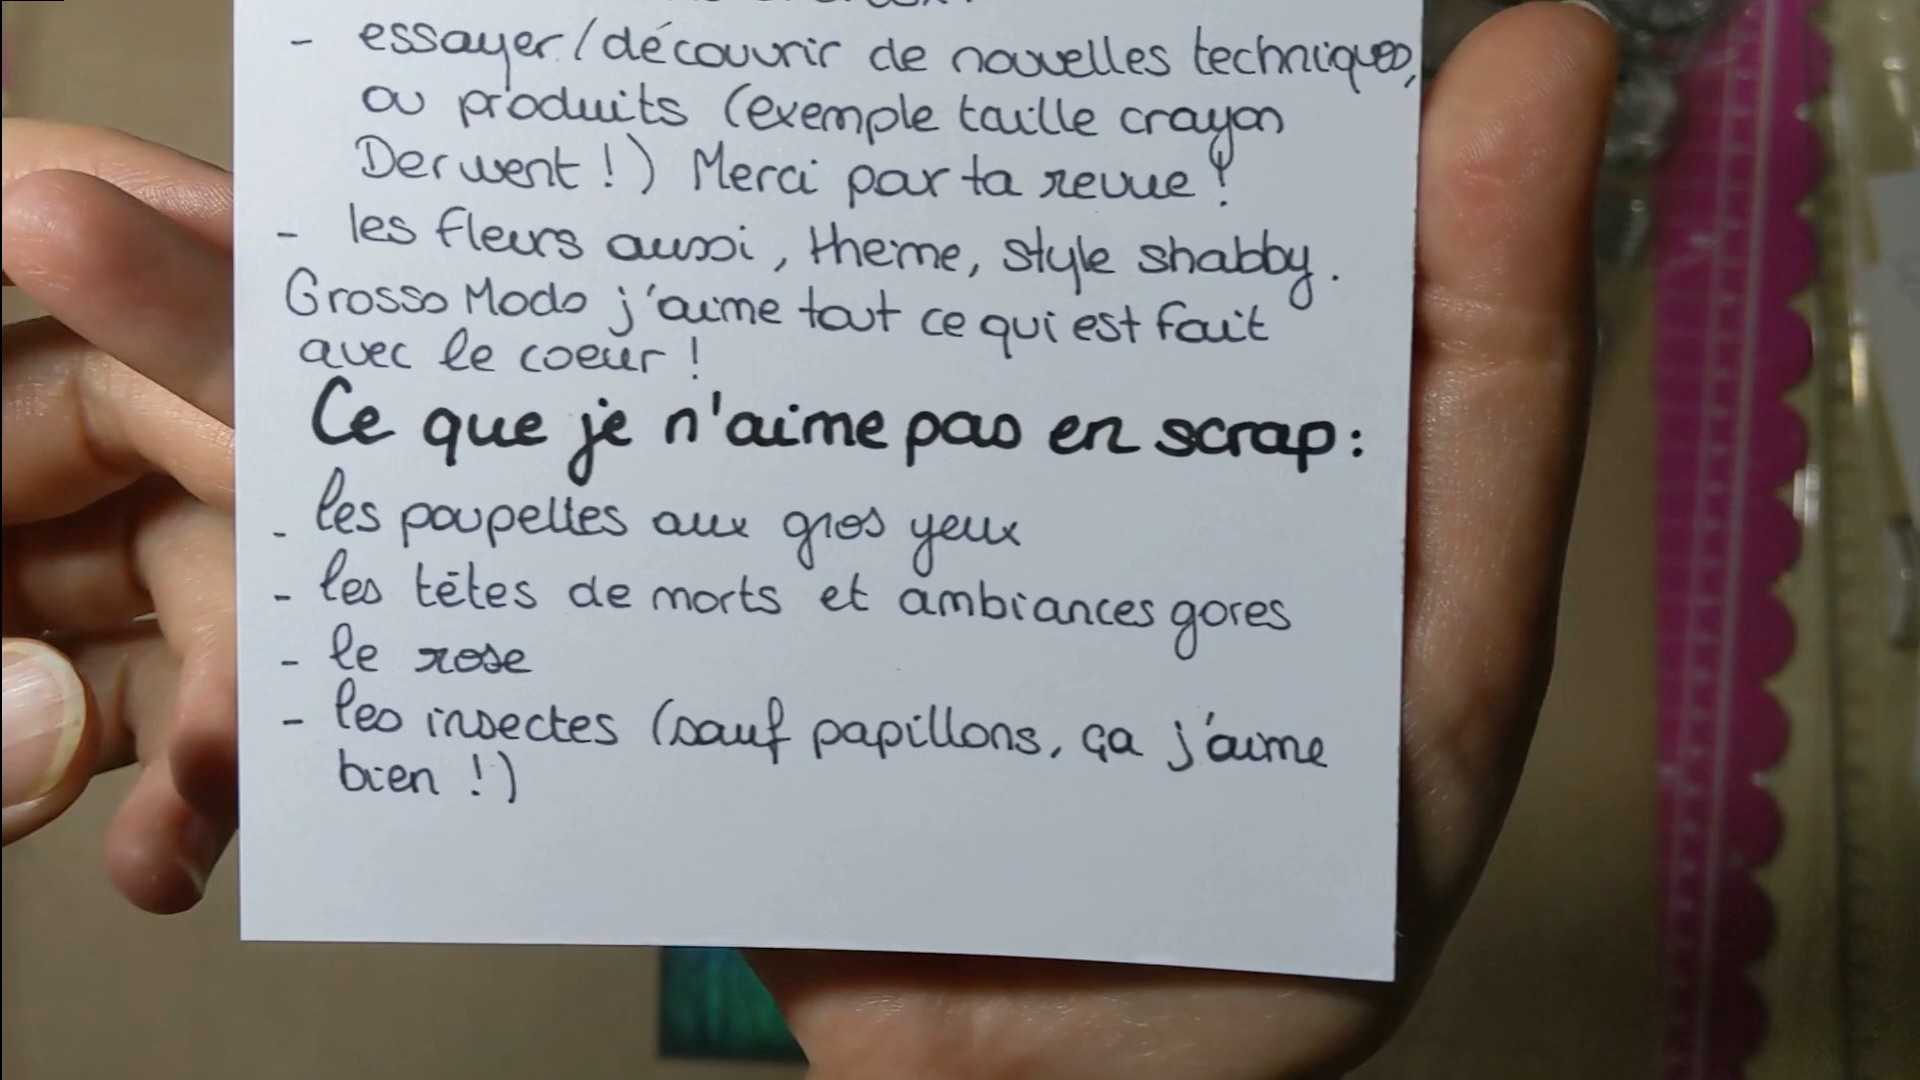 - essayer/découvrir de nouvelles techniques,
ou produits (exemple taille crayon
Derwent !) Merci par ta revue !
- les fleurs aussi, theme, style shabby.
Grosso Modo j'aime tout ce qui est fait
avec le coeur !
Ce que je n'aime pas en scrap :
- les poupettes aux gros yeux
- les têtes de morts et ambiances gores
- le rose
- les insectes (sauf papillons, ça j'aime
bien !)